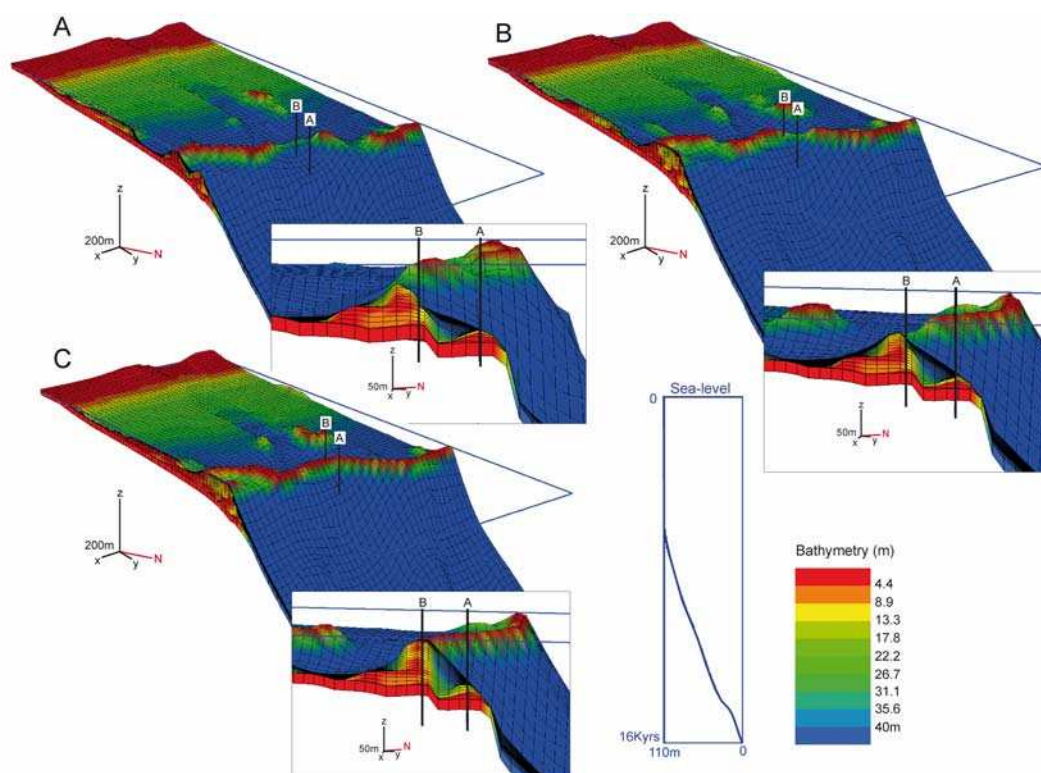 A
B
A
z
200m
x y N
B A
z
50m
x y N
B
B
A
z
200m
x y N
B A
z
50m
x y N
C
B
A
z
200m
x y N
B A
z
50m
x y N
Sea-level
0
16Kyrs
110m 0
Bathymetry (m)
4.4
8.9
13.3
17.8
22.2
26.7
31.1
35.6
40m